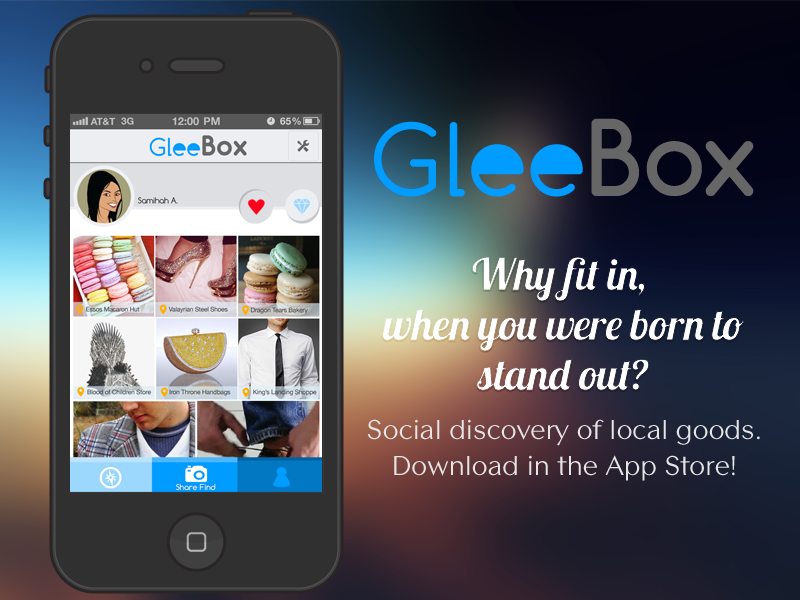 AT&T 3G 12:00 PM 65%
GleeBox
Samihah A.
Essos Macaron Hut
Valayrian Steel Shoes
Dragon Tears Bakery
Blood of Children Store
Iron Throne Handbags
King's Landing Shoppe
Share Find
GleeBox
Why fit in,
when you were born to
stand out?
Social discovery of local goods.
Download in the App Store!